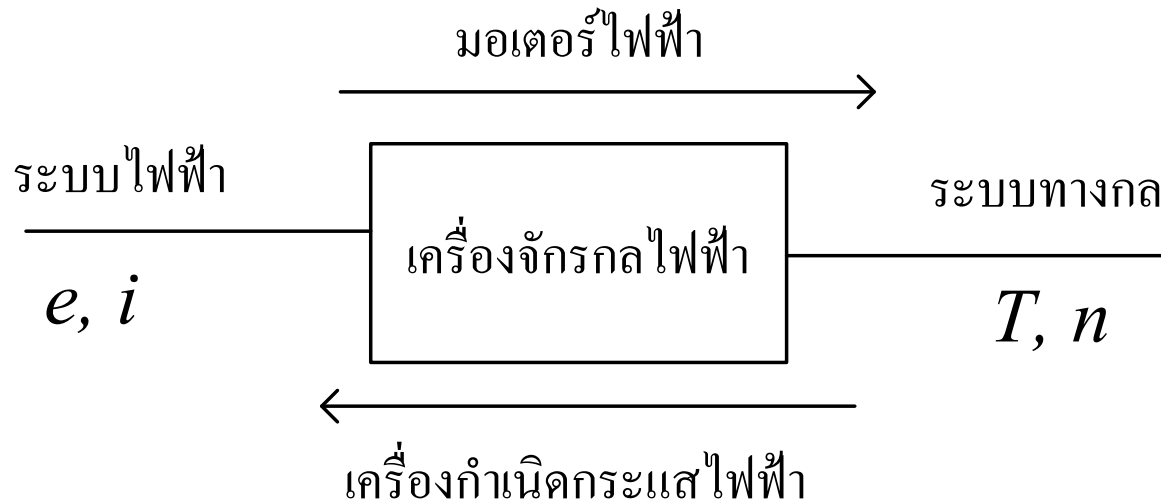 มอเตอร์ไฟฟ้า
ระบบไฟฟ้า
ระบบทางกล
เครื่องจักรกลไฟฟ้า
e, i
T, n
เครื่องกำเนิดกระแสไฟฟ้า